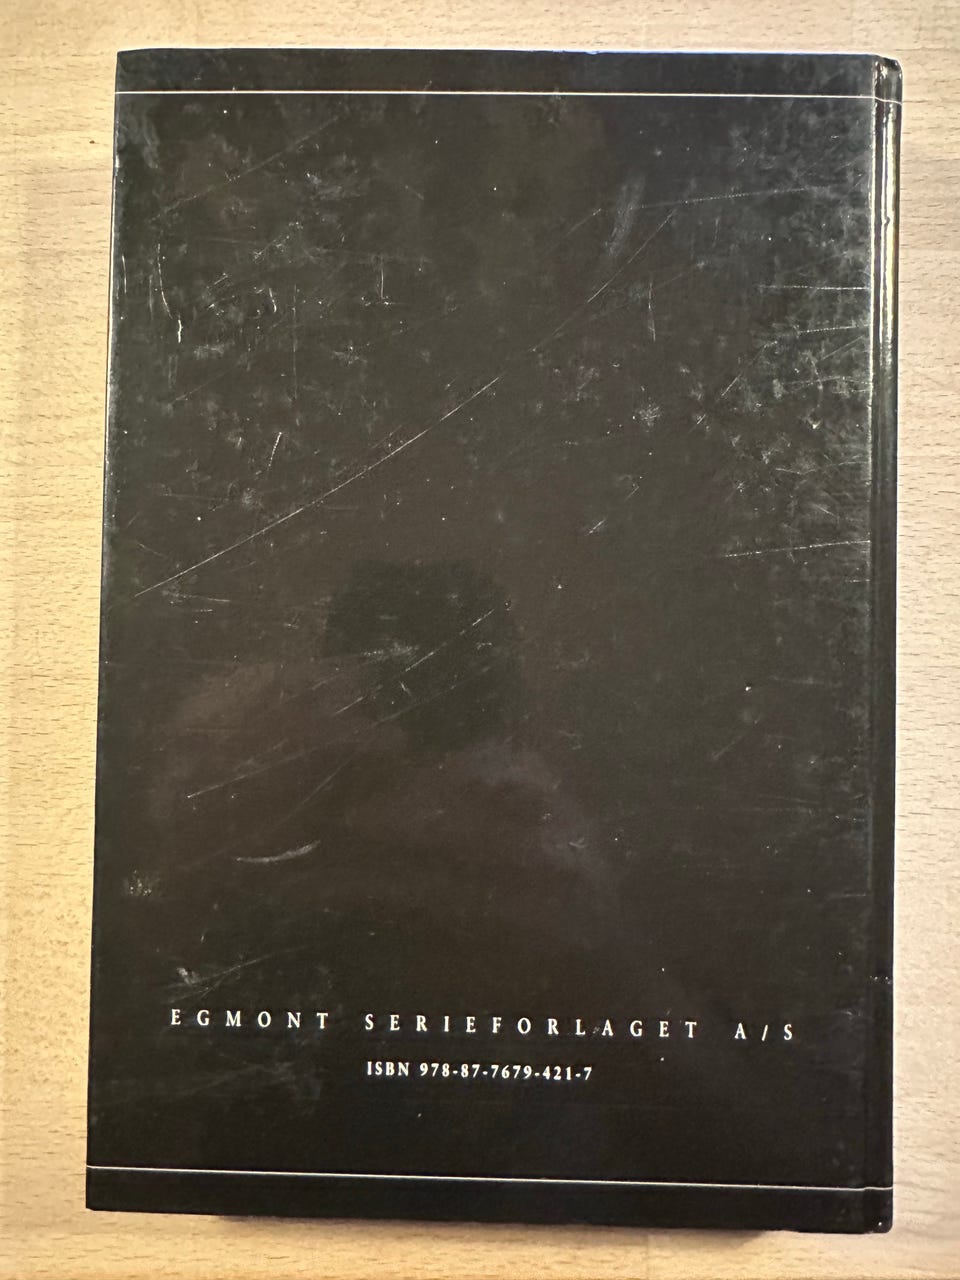 EGMONT SERIEFORLAGET A/S
ISBN 978-87-7679-421-7